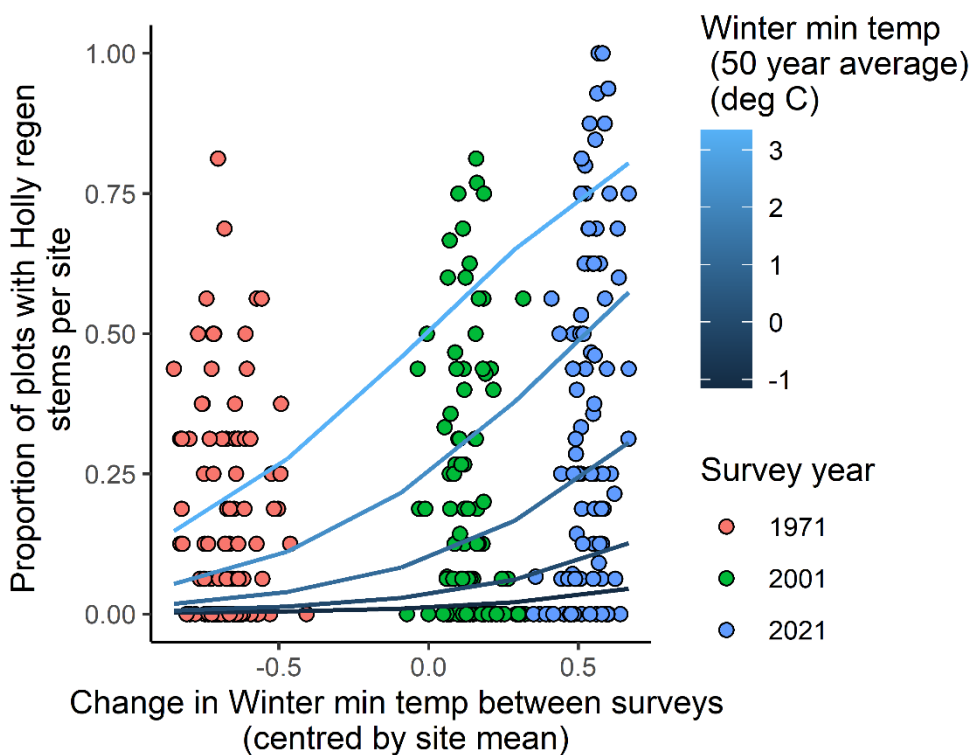 Proportion of plots with Holly regen
stems per site
1.00
0.75
0.50
0.25
0.00
-0.5
0.0
0.5
Change in Winter min temp between surveys
(centred by site mean)
Winter min temp
(50 year average)
(deg C)
3
2
1
0
-1
Survey year
1971
2001
2021